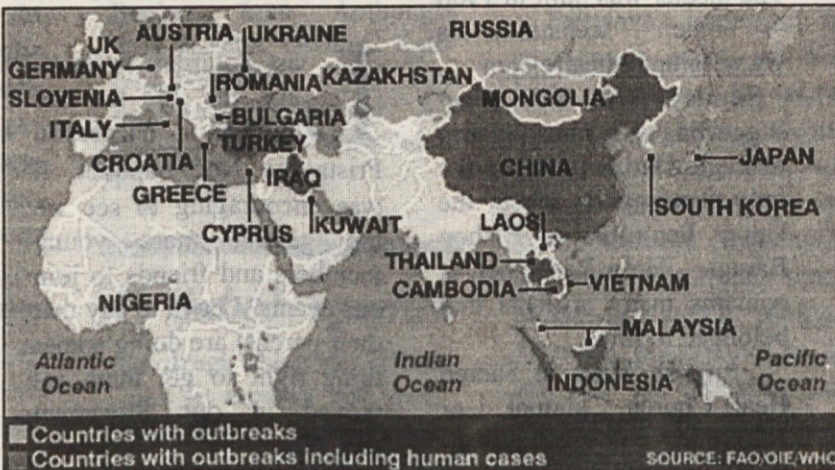 AUSTRIA UKRAINE RUSSIA
UK
GERMANY
ROMANIA KAZAKHSTAN
SLOVENIA
MONGOLIA
BULGARIA
ITALY
TURKEY
CROATIA
IRAQ
CHINA
JAPAN
GREECE
KUWAIT
LAOS
SOUTH KOREA
CYPRUS
THAILAND
CAMBODIA
VIETNAM
NIGERIA
MALAYSIA
Atlantic
Ocean
Indian
Ocean
Pacific
Ocean
INDONESIA
Countries with outbreaks
Countries with outbreaks including human cases
SOURCE: FAO/OIE/WHO